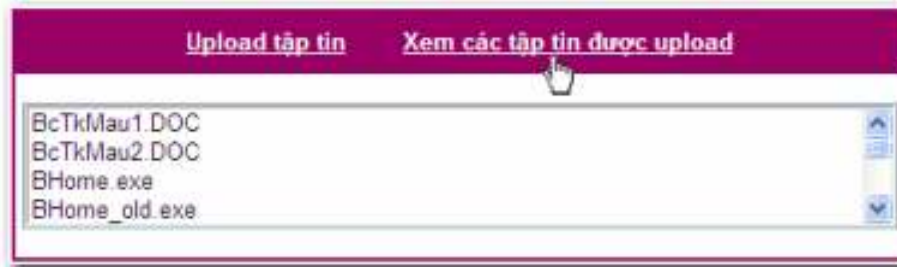 Upload tập tin Xem các tập tin được upload
BcTkMau1.DOC
BcTkMau2.DOC
BHome.exe
BHome_old.exe